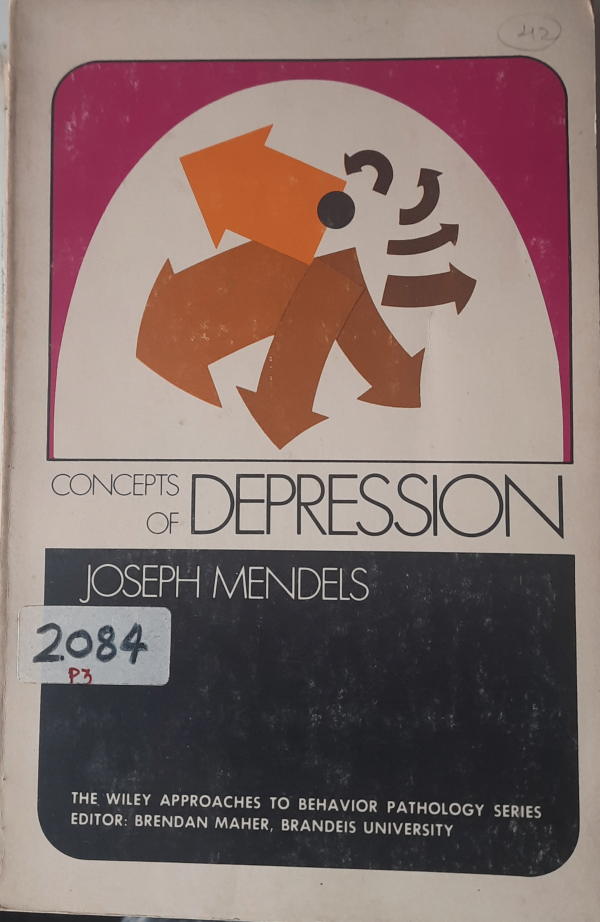 42
CONCEPTS
OF DEPRESSION
JOSEPH MENDELS
2084
P3
THE WILEY APPROACHES TO BEHAVIOR PATHOLOGY SERIES
EDITOR: BRENDAN MAHER, BRANDEIS UNIVERSITY